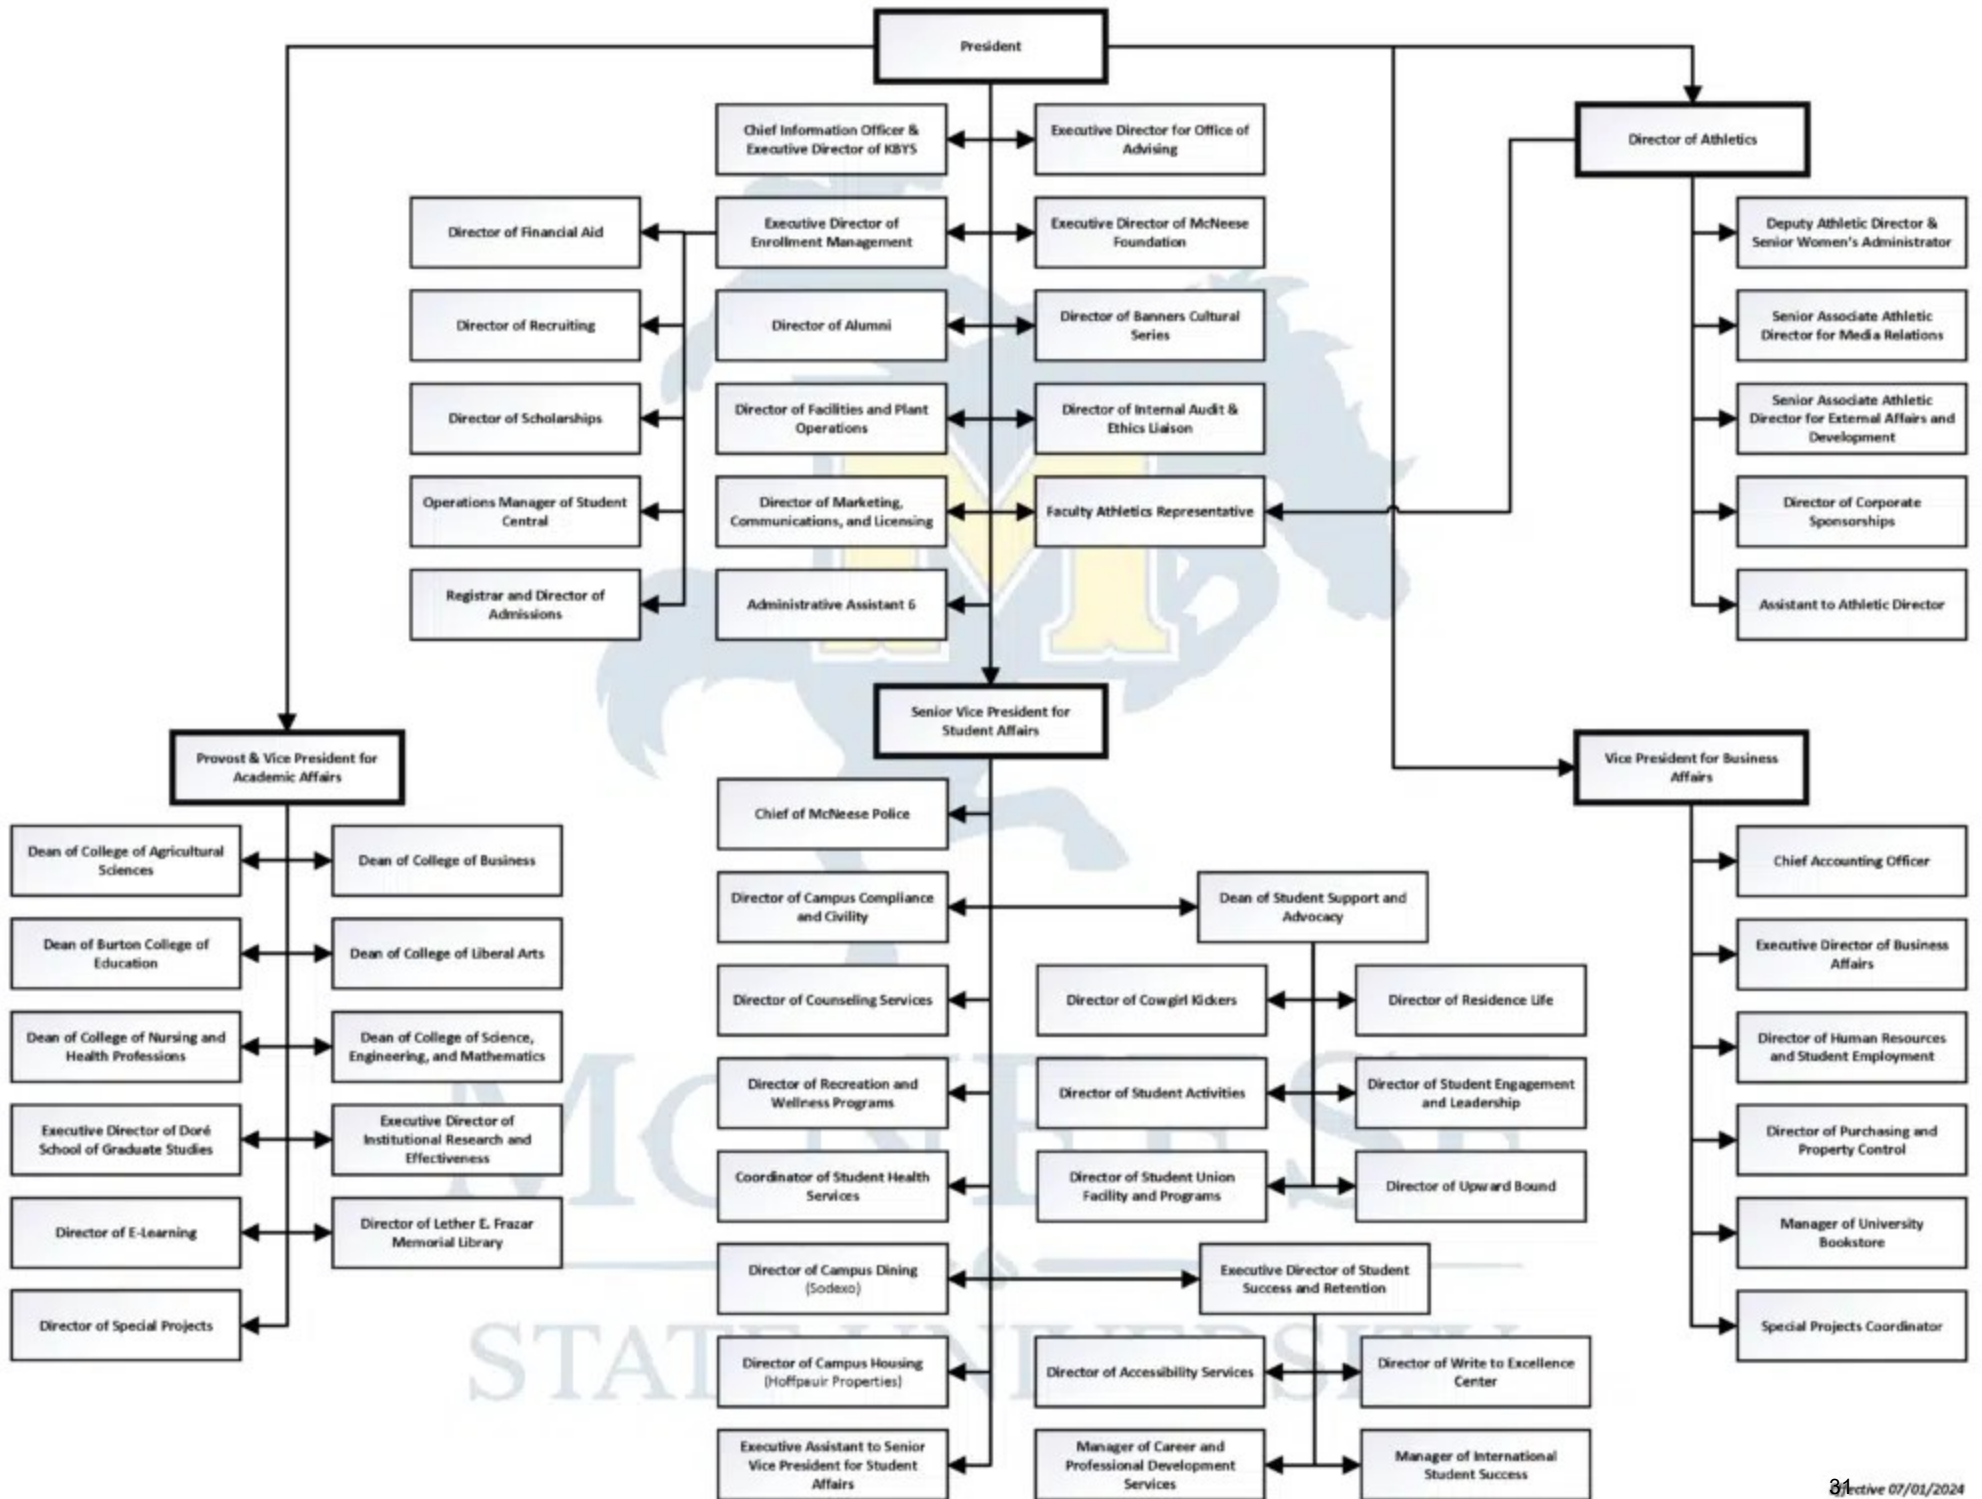 President
Chief Information Officer &
Executive Director of KBYS
Executive Director for Office of
Advising
Director of Athletics
Director of Financial Aid
Executive Director of
Enrollment Management
Executive Director of McNeese
Foundation
Deputy Athletic Director &
Senior Women's Administrator
Director of Recruiting
Director of Alumni
Director of Banners Cultural
Series
Senior Associate Athletic
Director for Media Relations
Director of Scholarships
Director of Facilities and Plant
Operations
Director of Internal Audit &
Ethics Liaison
Senior Associate Athletic
Director for External Affairs and
Development
Operations Manager of Student
Central
Director of Marketing,
Communications, and Licensing
Faculty Athletics Representative
Director of Corporate
Sponsorships
Registrar and Director of
Admissions
Administrative Assistant 6
Assistant to Athletic Director
M
Senior Vice President for
Student Affairs
Provost & Vice President for
Academic Affairs
Vice President for Business
Affairs
Dean of College of Agricultural
Sciences
Dean of College of Business
Dean of Burton College of
Education
Dean of College of Liberal Arts
Dean of College of Nursing and
Health Professions
Dean of College of Science,
Engineering, and Mathematics
Executive Director of Doré
School of Graduate Studies
Executive Director of
Institutional Research and
Effectiveness
Director of E-Learning
Director of Lether E. Frazar
Memorial Library
Director of Special Projects
Chief of McNeese Police
Director of Campus Compliance
and Civility
Dean of Student Support and
Advocacy
Director of Counseling Services
Director of Cowgirl Kickers
Director of Residence Life
Director of Recreation and
Wellness Programs
Director of Student Activities
Director of Student Engagement
and Leadership
Coordinator of Student Health
Services
Director of Student Union
Facility and Programs
Director of Upward Bound
Director of Campus Dining
(Sodexo)
Executive Director of Student
Success and Retention
Director of Campus Housing
(Hoffpauir Properties)
Director of Accessibility Services
Director of Write to Excellence
Center
Executive Assistant to Senior
Vice President for Student
Affairs
Manager of Career and
Professional Development
Services
Manager of International
Student Success
Chief Accounting Officer
Executive Director of Business
Affairs
Director of Human Resources
and Student Employment
Director of Purchasing and
Property Control
Manager of University
Bookstore
Special Projects Coordinator
MCNEESE
STATE UNIVERSITY
31
Effective 07/01/2024